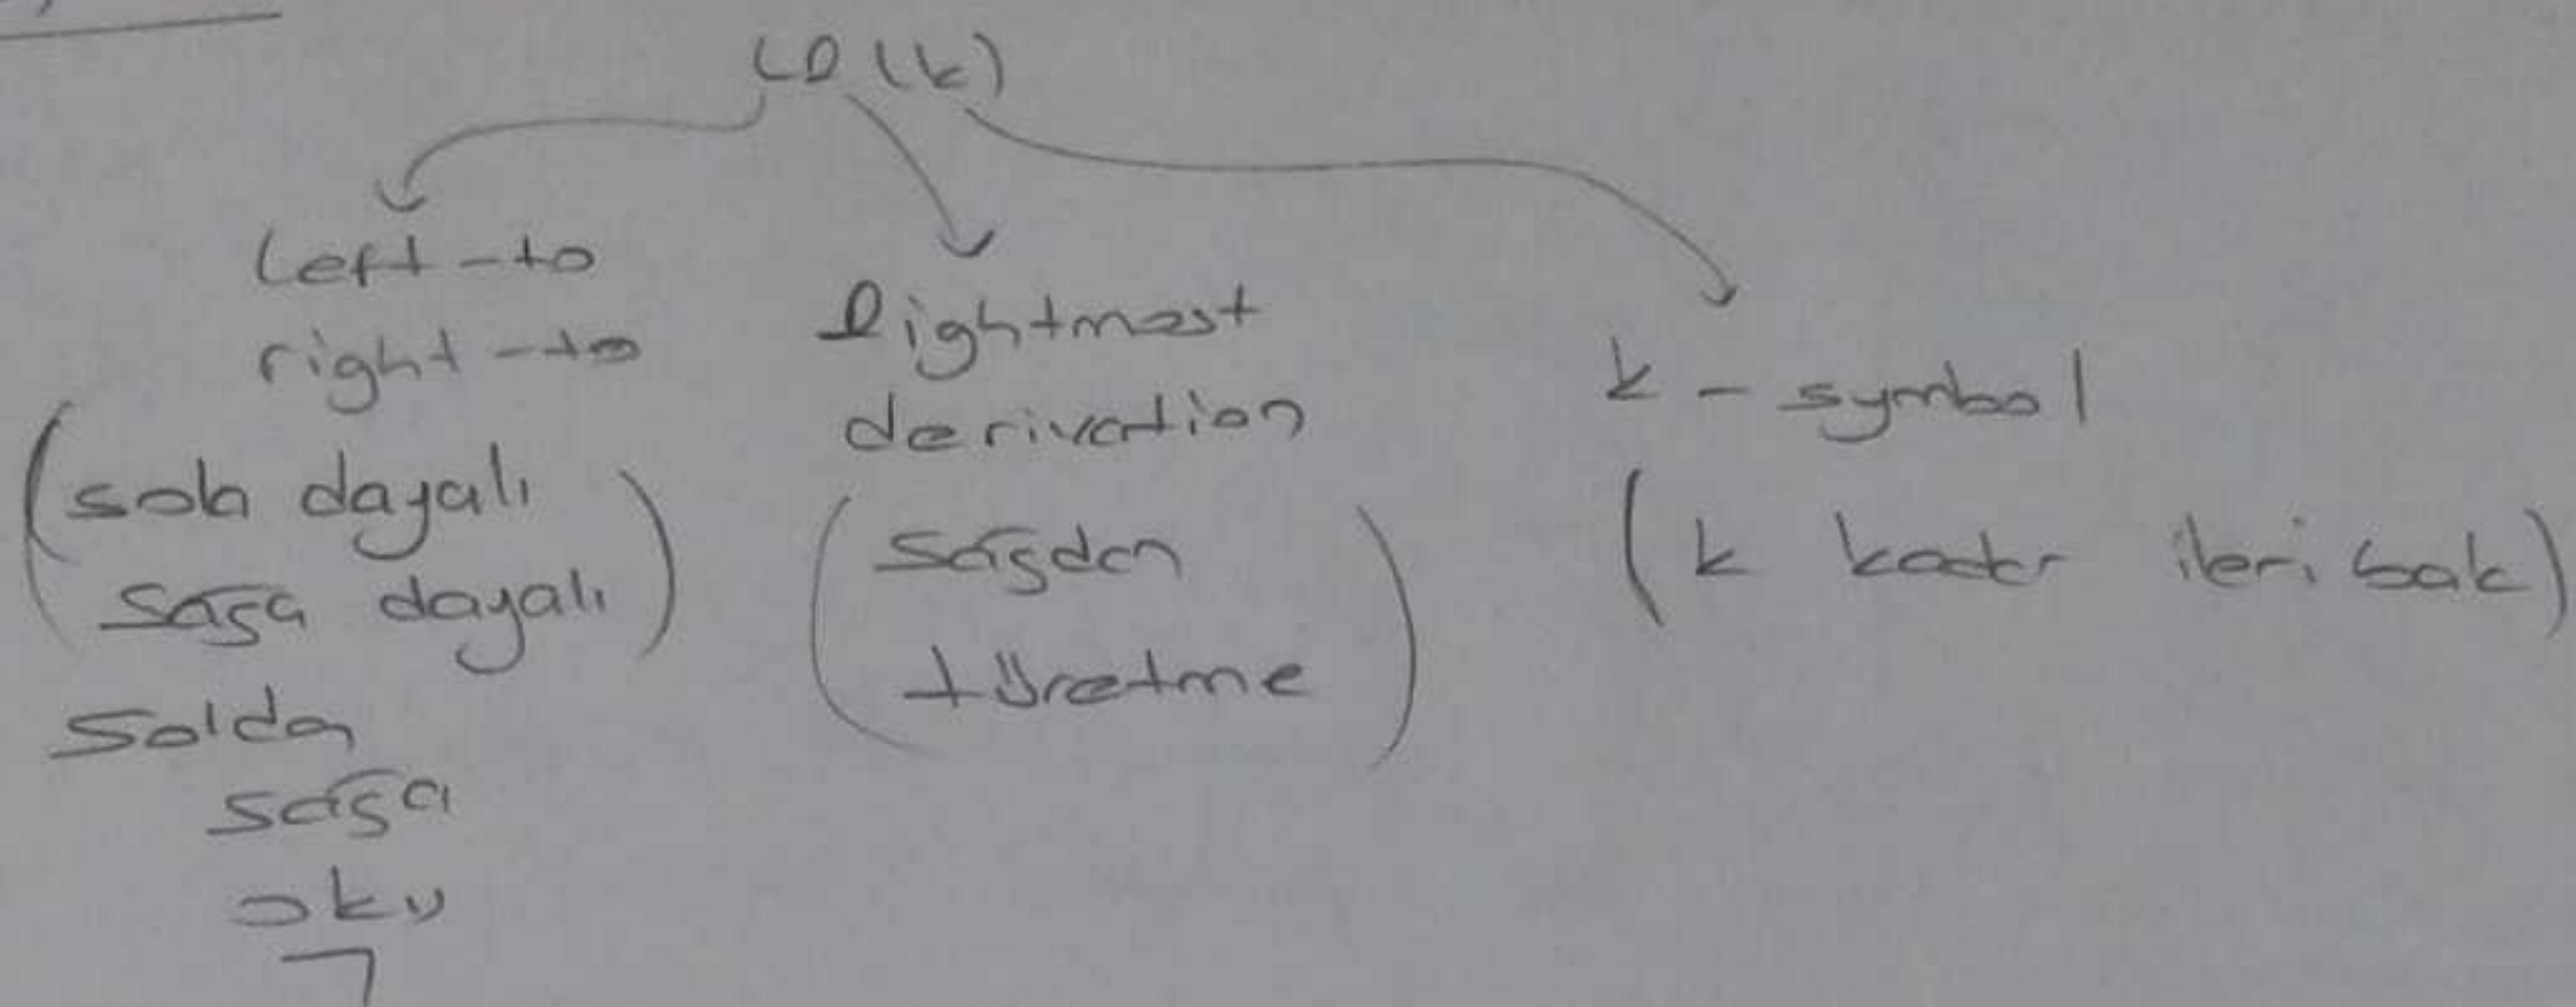 LR(k)
Left-to
right-to
(sola dayalı
sağa dayalı)
Soldan
sağa
oku
Rightmost
derivation
(sağdan
türetme)
k - symbol
(k kadar ileri bak)